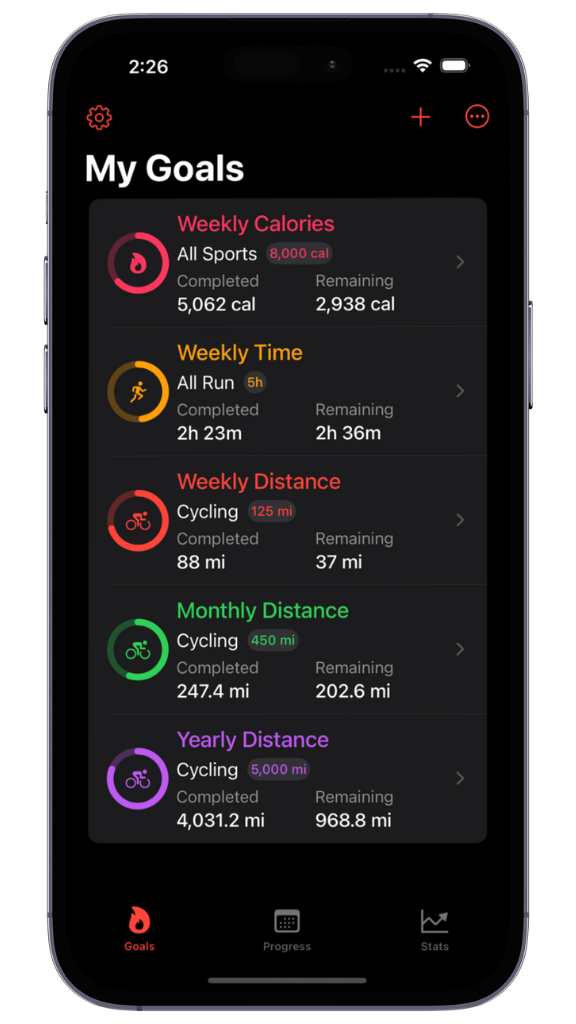 2:26
My Goals
Weekly Calories
All Sports 8,000 cal
Completed Remaining
5,062 cal 2,938 cal
Weekly Time
All Run 5h
Completed Remaining
2h 23m 2h 36m
Weekly Distance
Cycling 125 mi
Completed Remaining
88 mi 37 mi
Monthly Distance
Cycling 450 mi
Completed Remaining
247.4 mi 202.6 mi
Yearly Distance
Cycling 5,000 mi
Completed Remaining
4,031.2 mi 968.8 mi
Goals Progress Stats